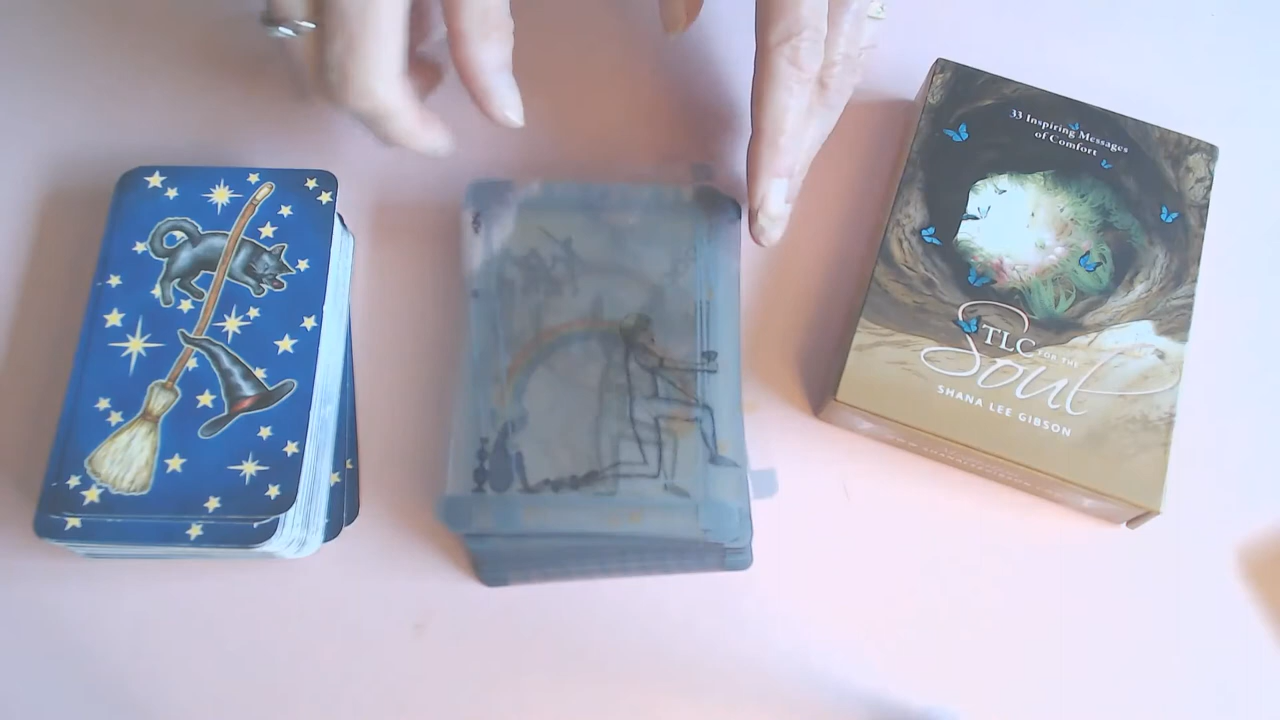 33 Inspiring Messages
of Comfort
TLC FOR THE
Soul
SHANA LEE GIBSON